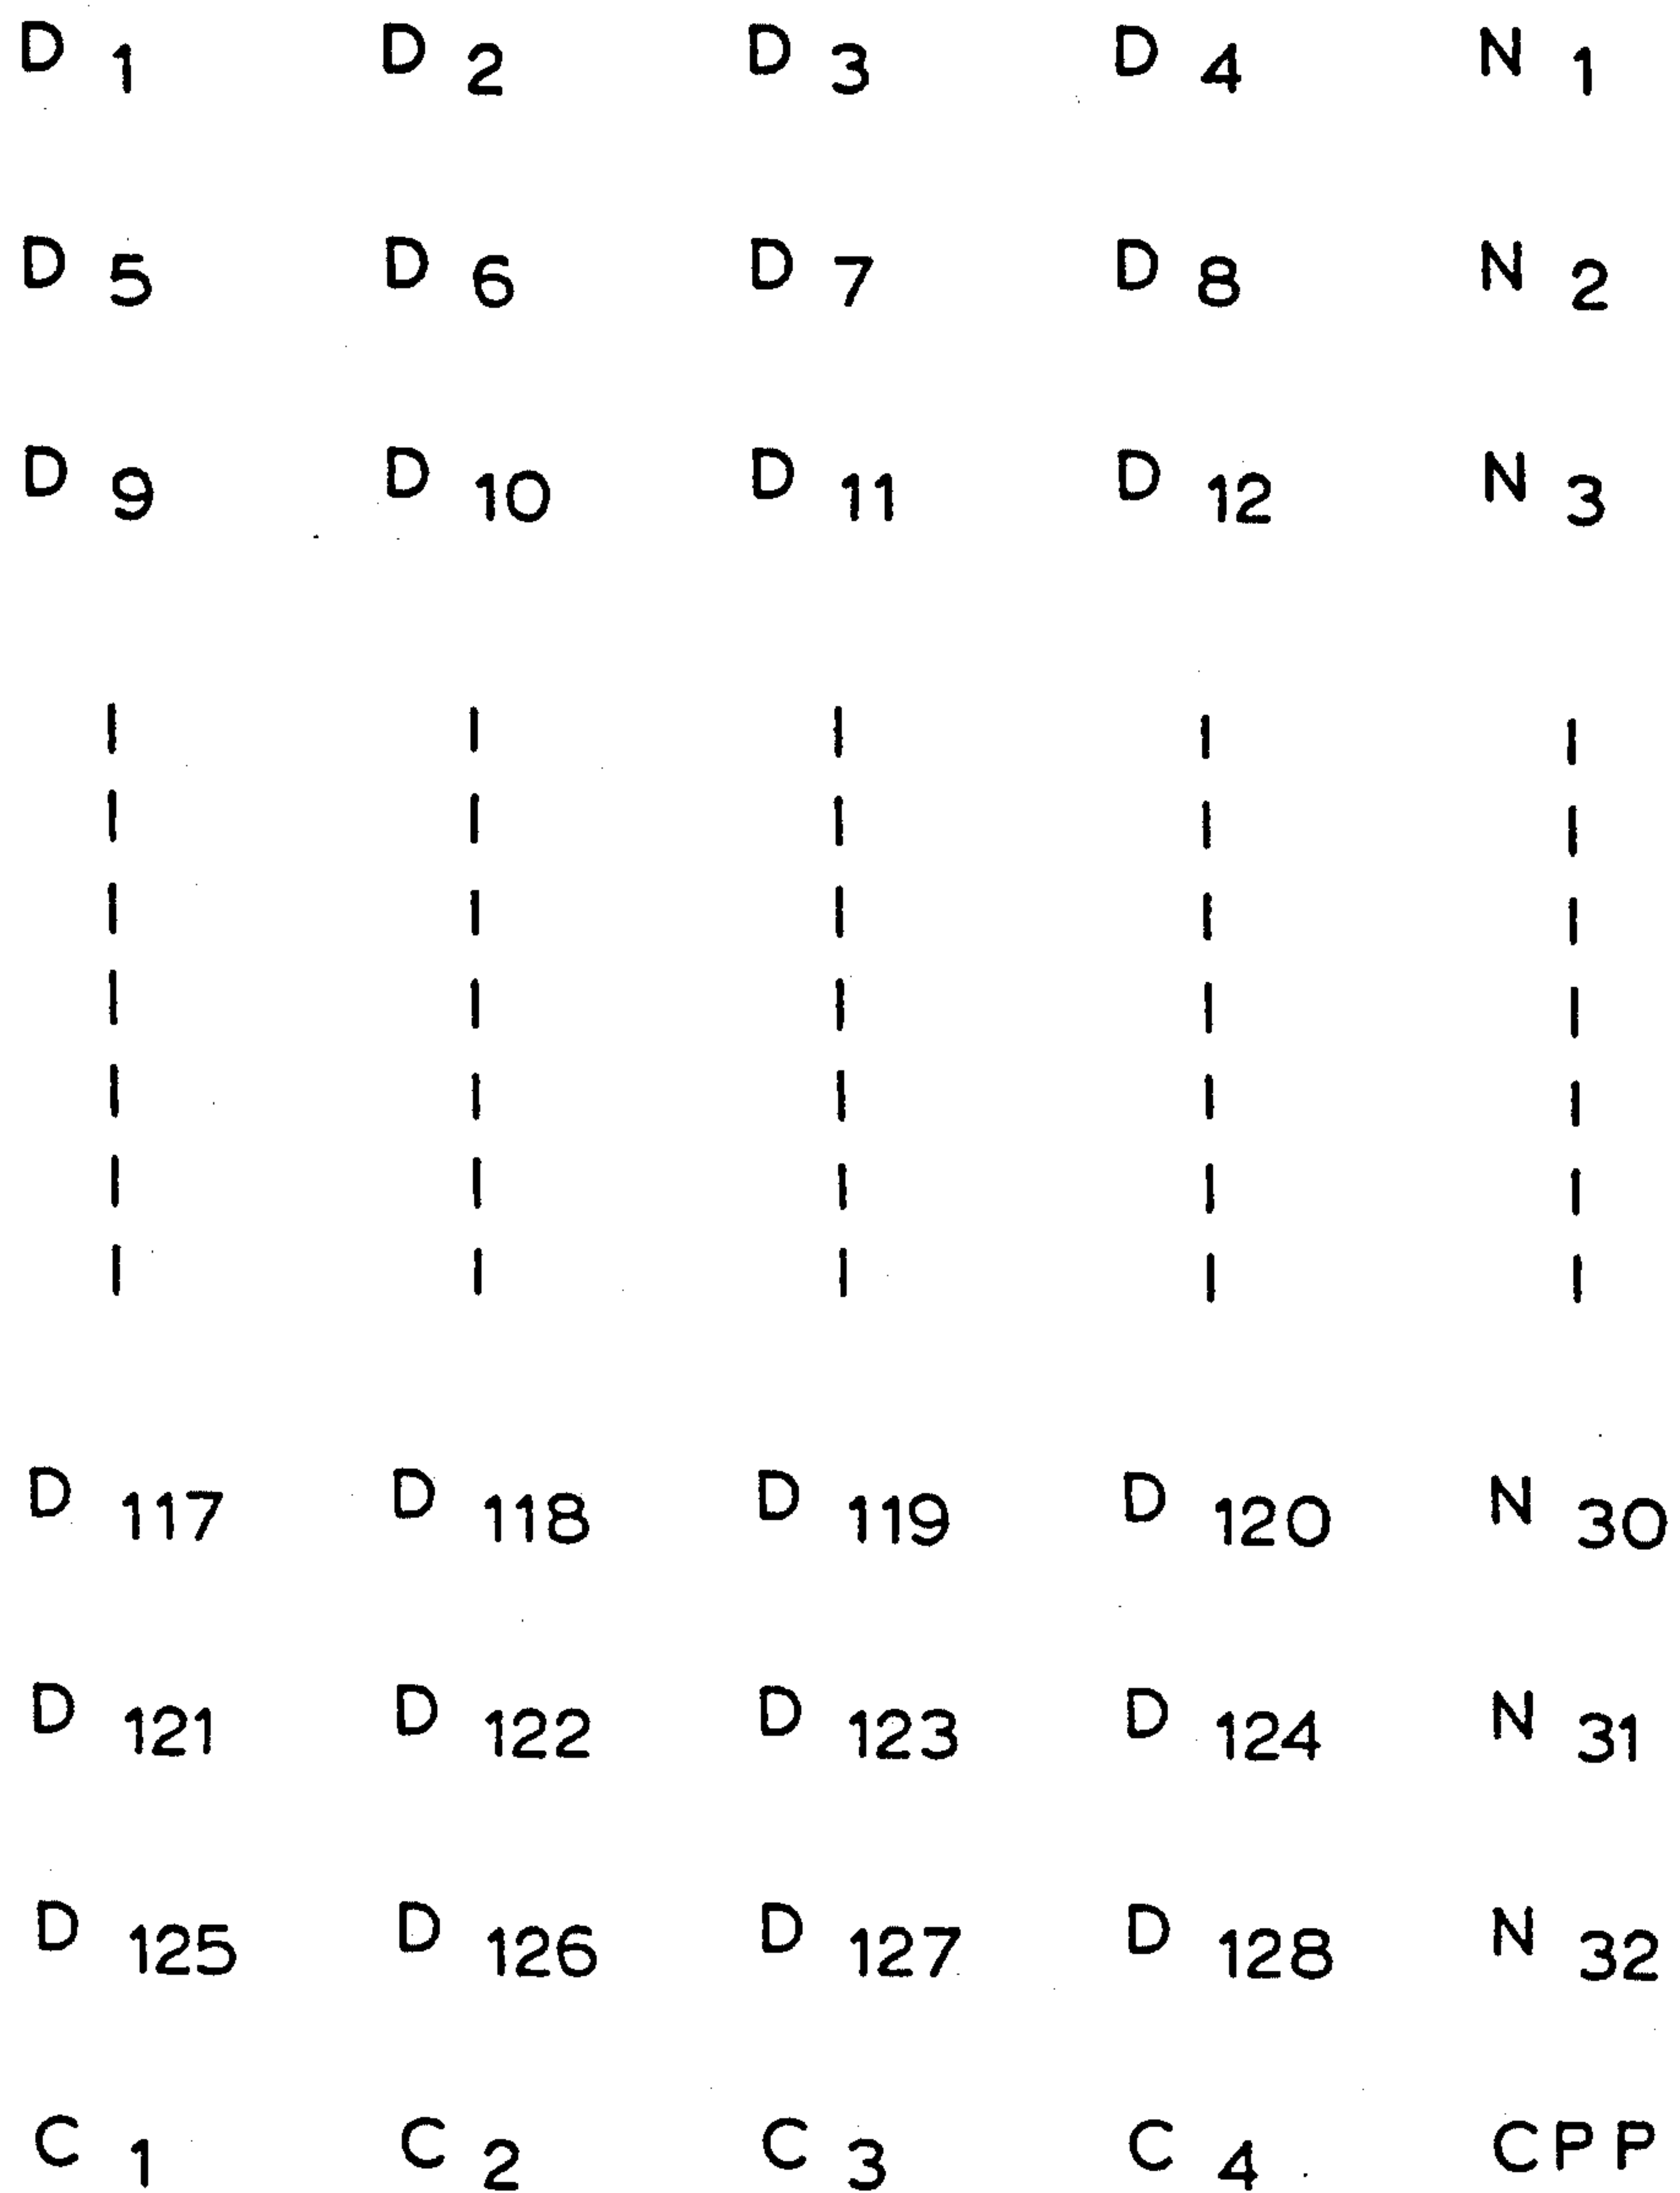 D 1 D 2 D 3 D 4 N 1
D 5 D 6 D 7 D 8 N 2
D 9 D 10 D 11 D 12 N 3
D 117 D 118 D 119 D 120 N 30
D 121 D 122 D 123 D 124 N 31
D 125 D 126 D 127 D 128 N 32
C 1 C 2 C 3 C 4 CPP